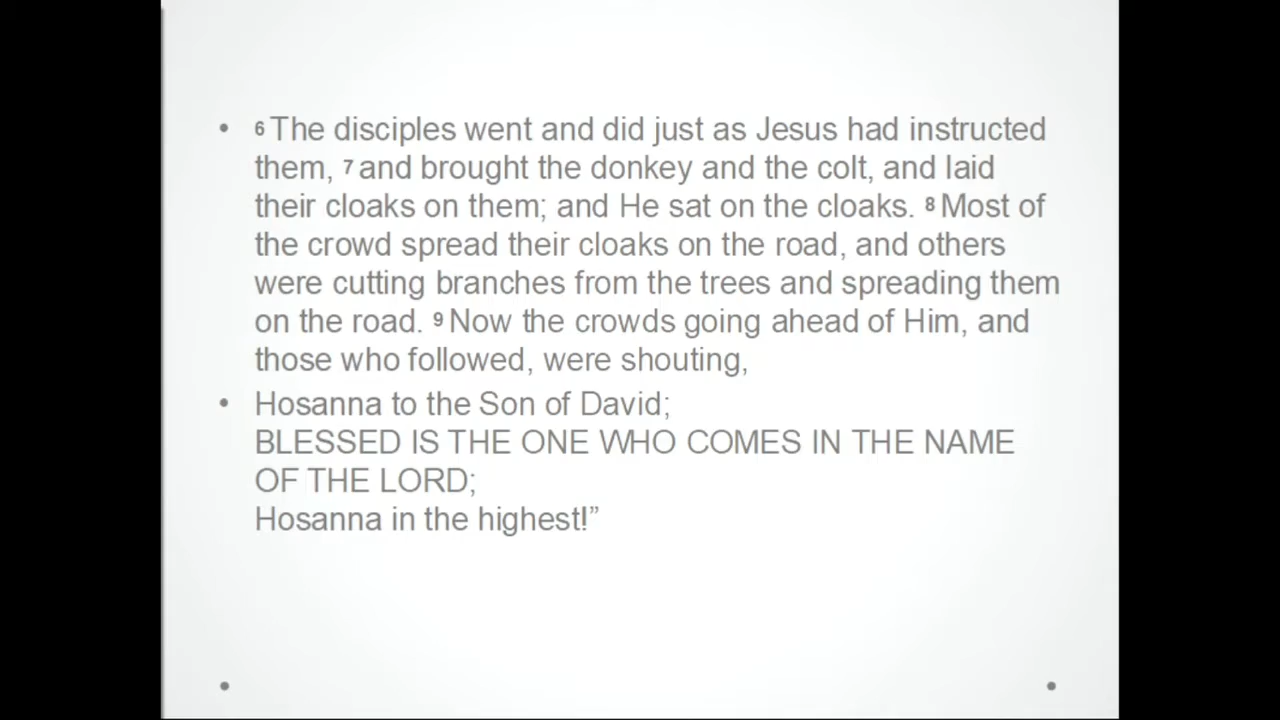 • ⁶ The disciples went and did just as Jesus had instructed
them, ⁷ and brought the donkey and the colt, and laid
their cloaks on them; and He sat on the cloaks. ⁸ Most of
the crowd spread their cloaks on the road, and others
were cutting branches from the trees and spreading them
on the road. ⁹ Now the crowds going ahead of Him, and
those who followed, were shouting,
• Hosanna to the Son of David;
BLESSED IS THE ONE WHO COMES IN THE NAME
OF THE LORD;
Hosanna in the highest!”